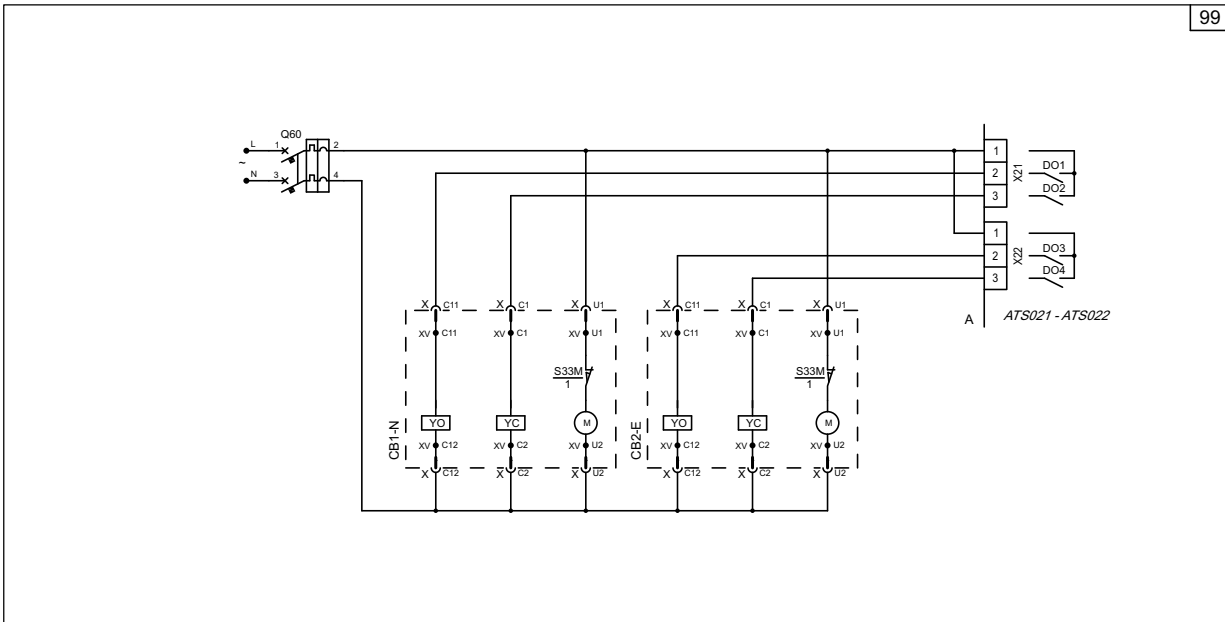 99
Q60
L 1 2
~
N 3 4
1
2 X21 DO1
3 DO2
1
2 X22 DO3
3 DO4
A ATS021 - ATS022
X C11 X C1 X U1 X C11 X C1 X U1
XV C11 XV C1 XV U1 XV C11 XV C1 XV U1
S33M S33M
1 1
CB1-N YO YC M CB2-E YO YC M
XV C12 XV C2 XV U2 XV C12 XV C2 XV U2
X C12 X C2 X U2 X C12 X C2 X U2